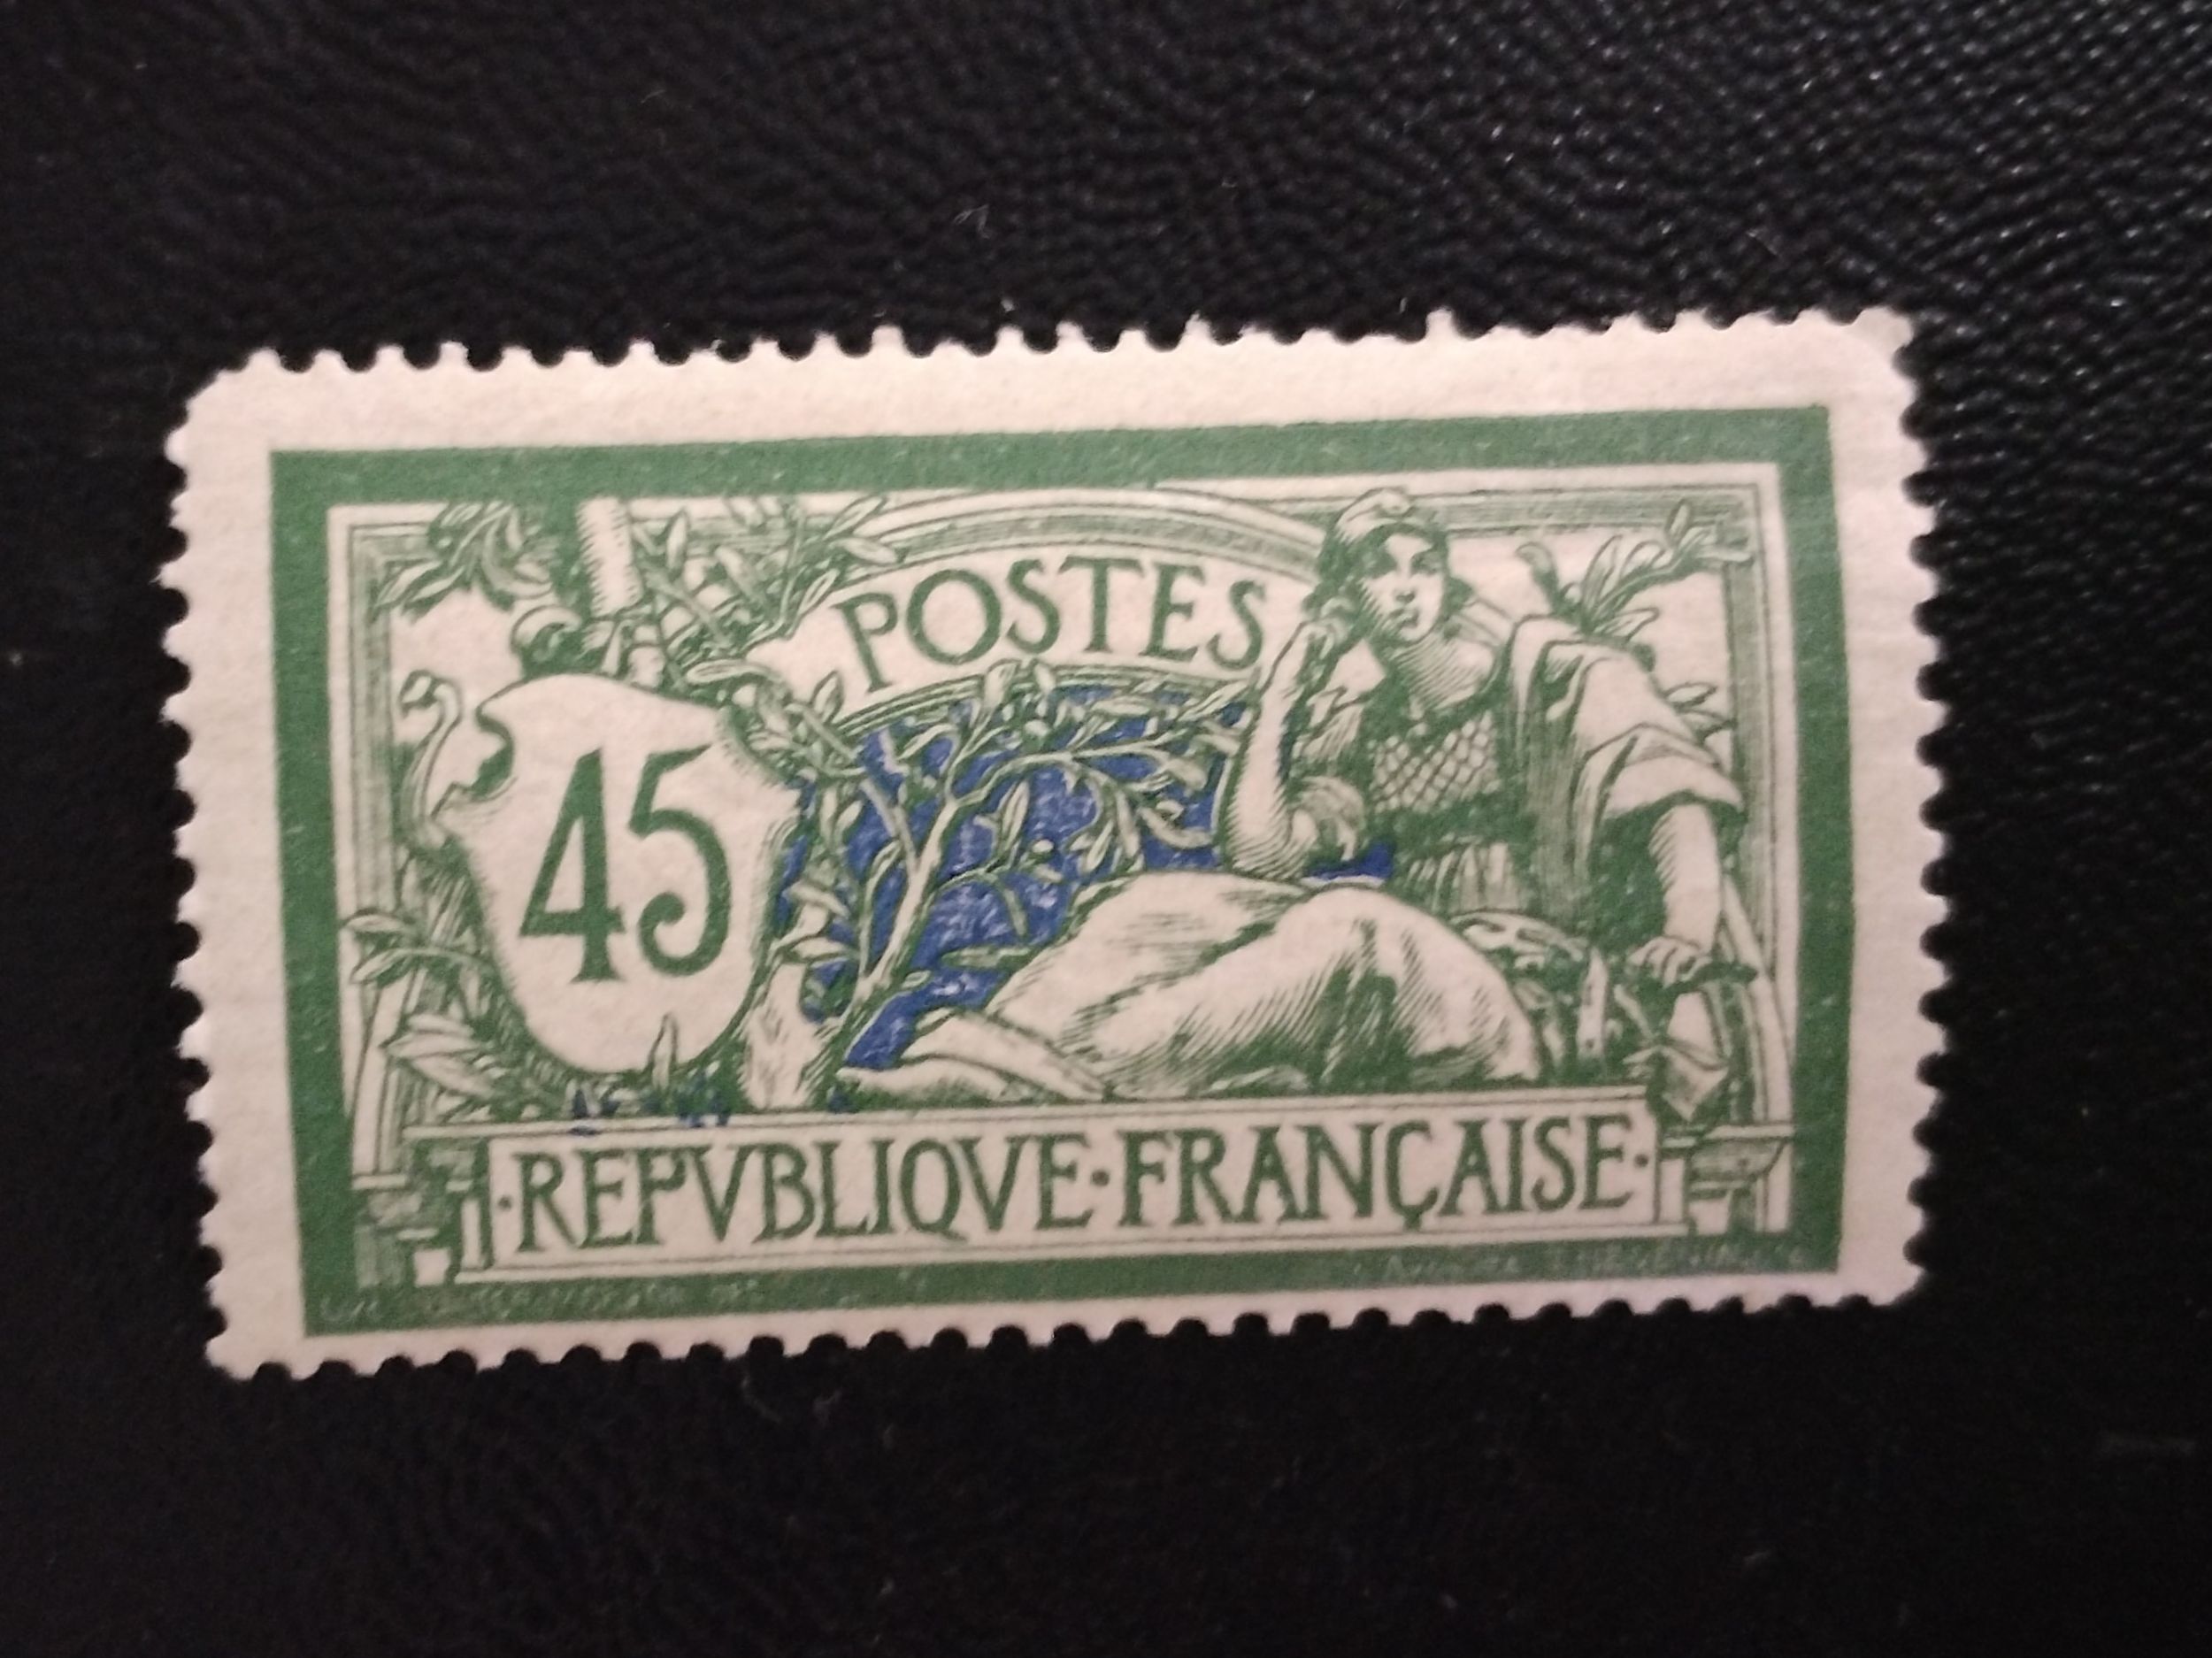 POSTES
45
·REPVBLIQVE·FRANÇAISE·